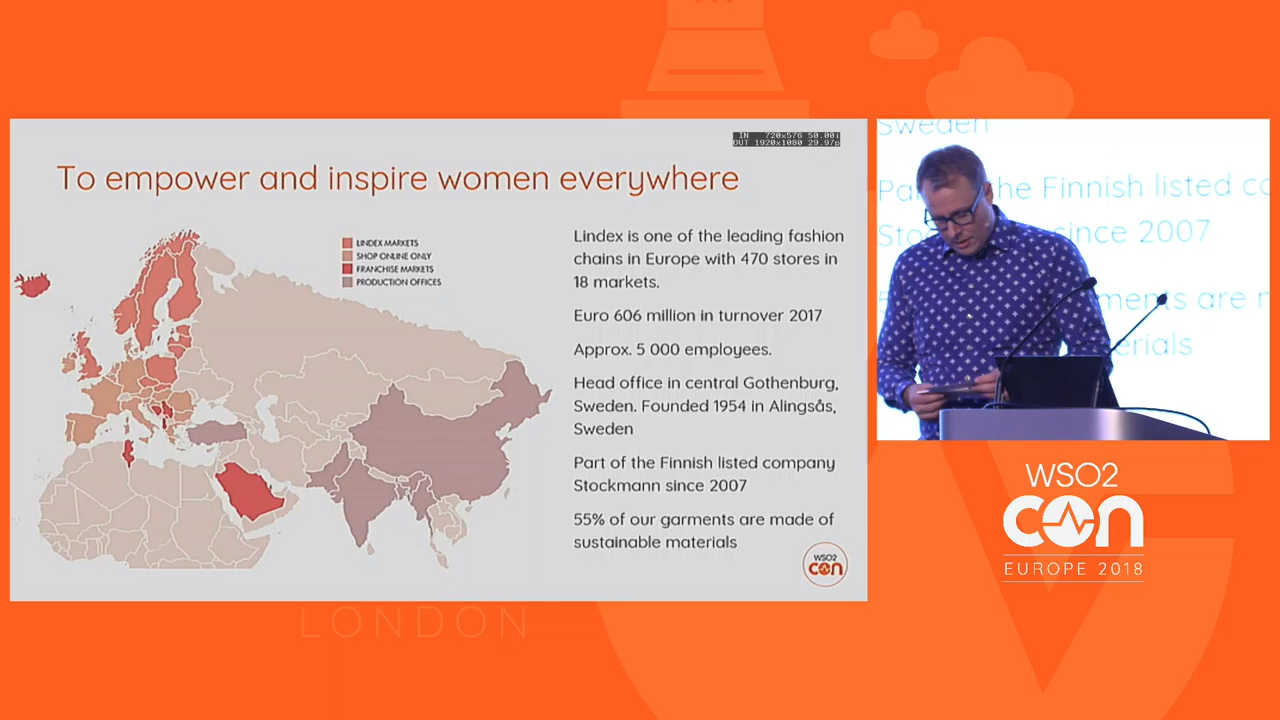 IN 720x576 50.00i
OUT 1920x1080 29.97p
To empower and inspire women everywhere
LINDEX MARKETS
SHOP ONLINE ONLY
FRANCHISE MARKETS
PRODUCTION OFFICES
Lindex is one of the leading fashion
chains in Europe with 470 stores in
18 markets.
Euro 606 million in turnover 2017
Approx. 5 000 employees.
Head office in central Gothenburg,
Sweden. Founded 1954 in Alingsås,
Sweden
Part of the Finnish listed company
Stockmann since 2007
55% of our garments are made of
sustainable materials
WSO2
con
Sweden
the Finnish listed
since 2007
are
WSO2
CON
EUROPE 2018
LONDON